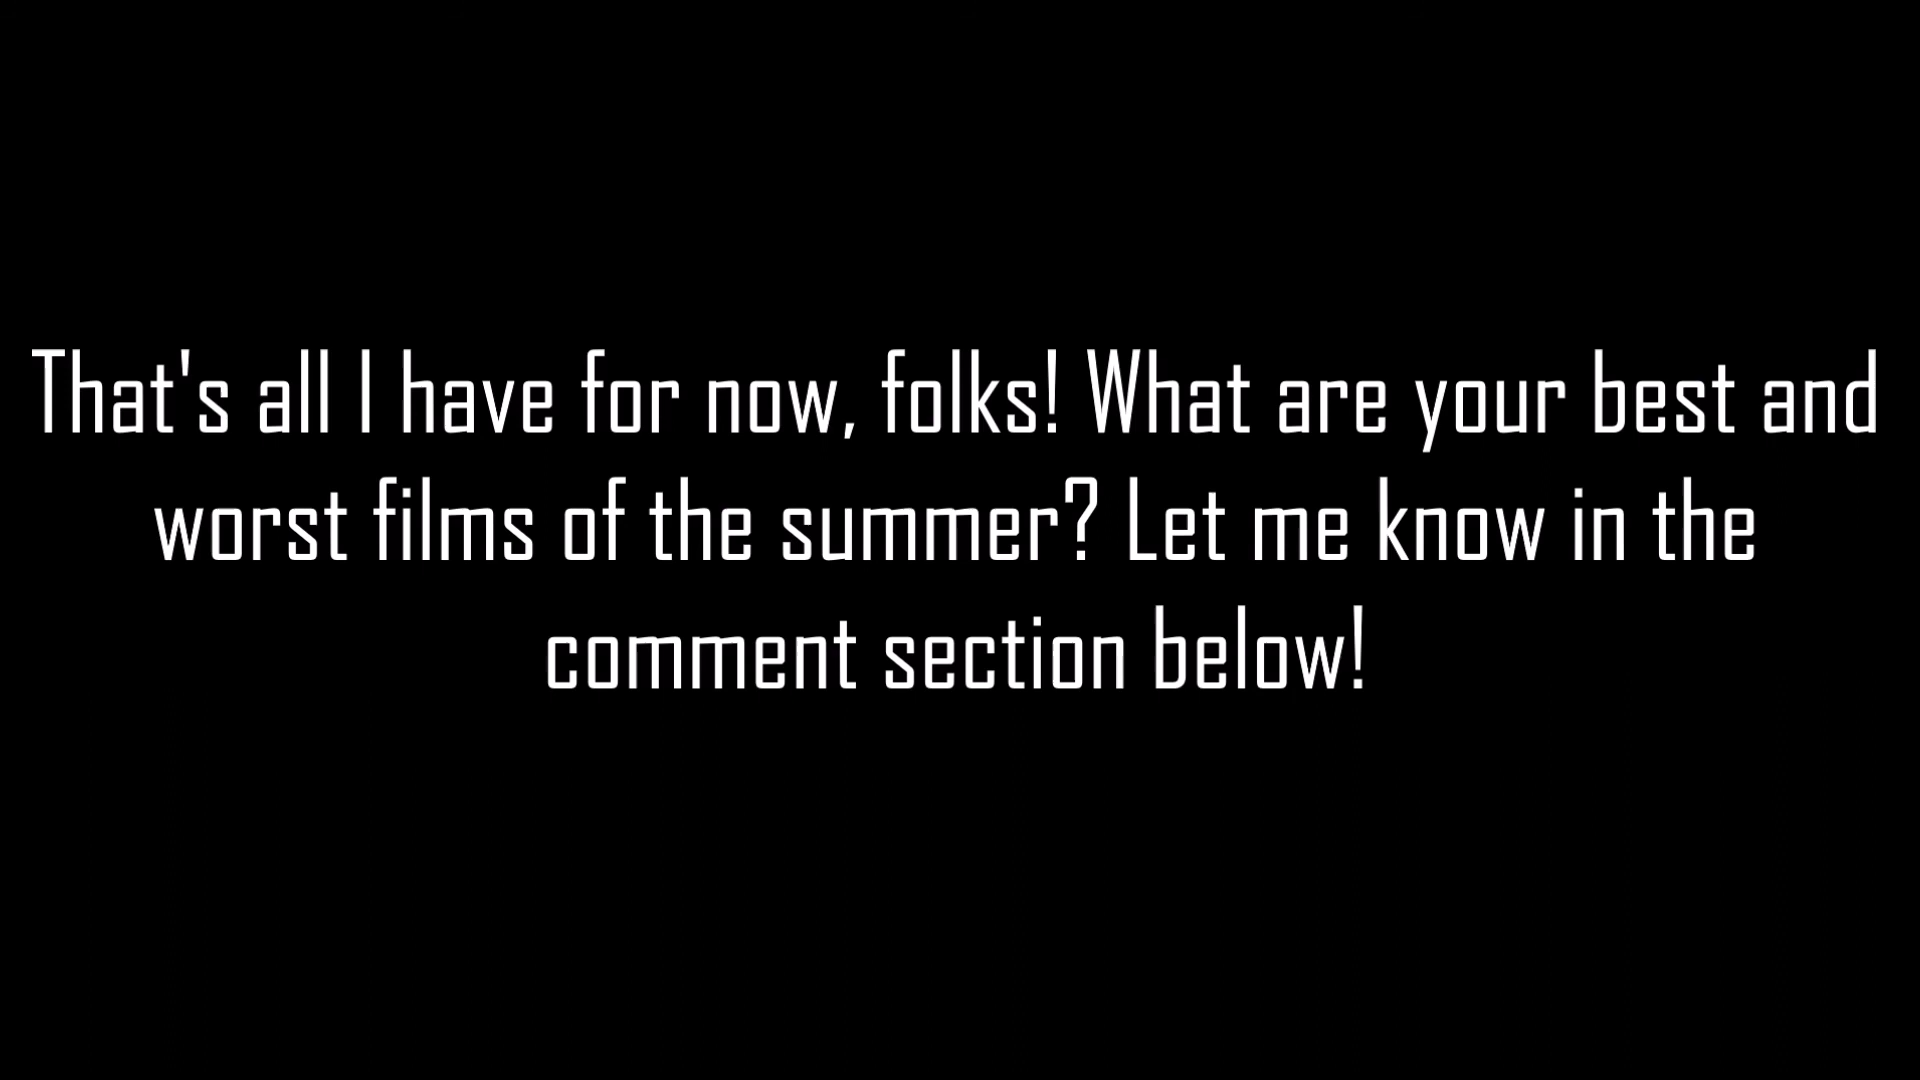 That's all I have for now, folks! What are your best and
worst films of the summer? Let me know in the
comment section below!